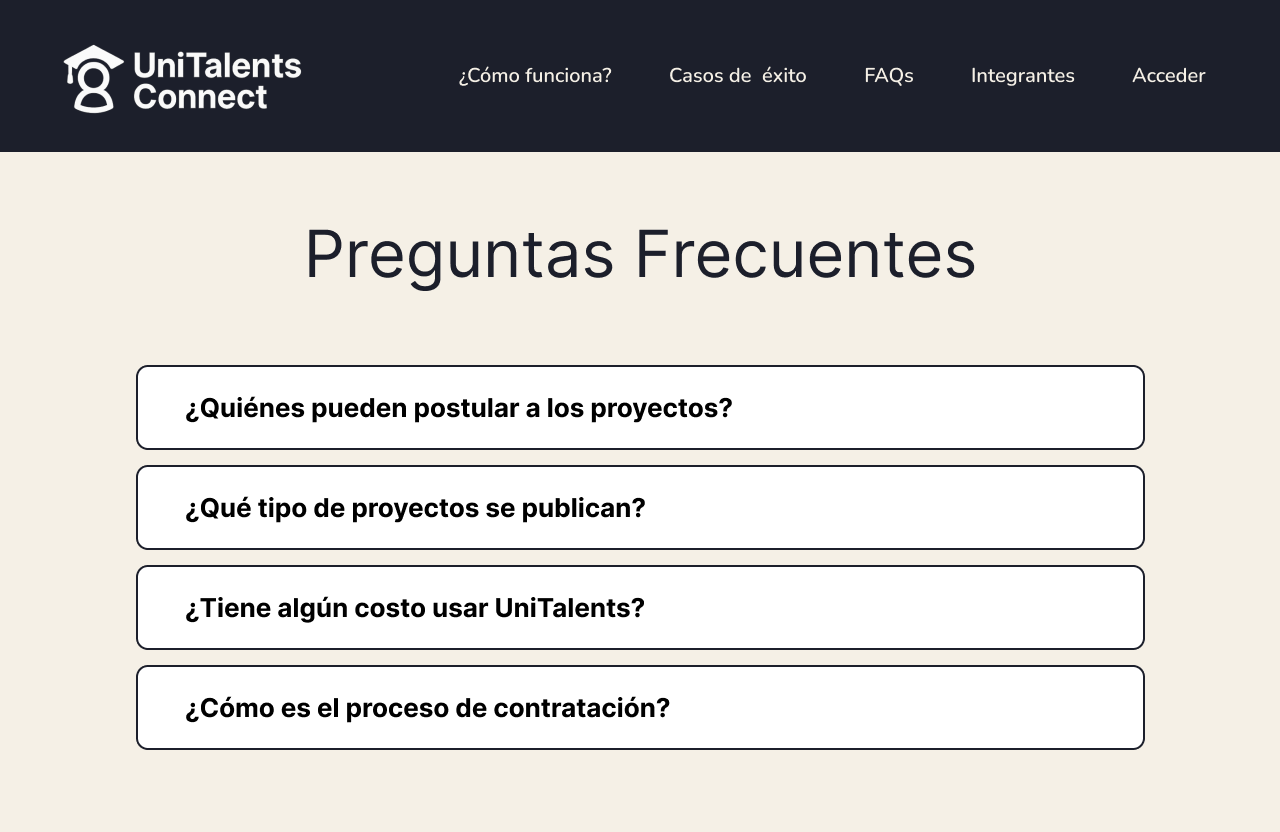 UniTalents
Connect
¿Cómo funciona?
Casos de  éxito
FAQs
Integrantes
Acceder
Preguntas Frecuentes
¿Quiénes pueden postular a los proyectos?
¿Qué tipo de proyectos se publican?
¿Tiene algún costo usar UniTalents?
¿Cómo es el proceso de contratación?